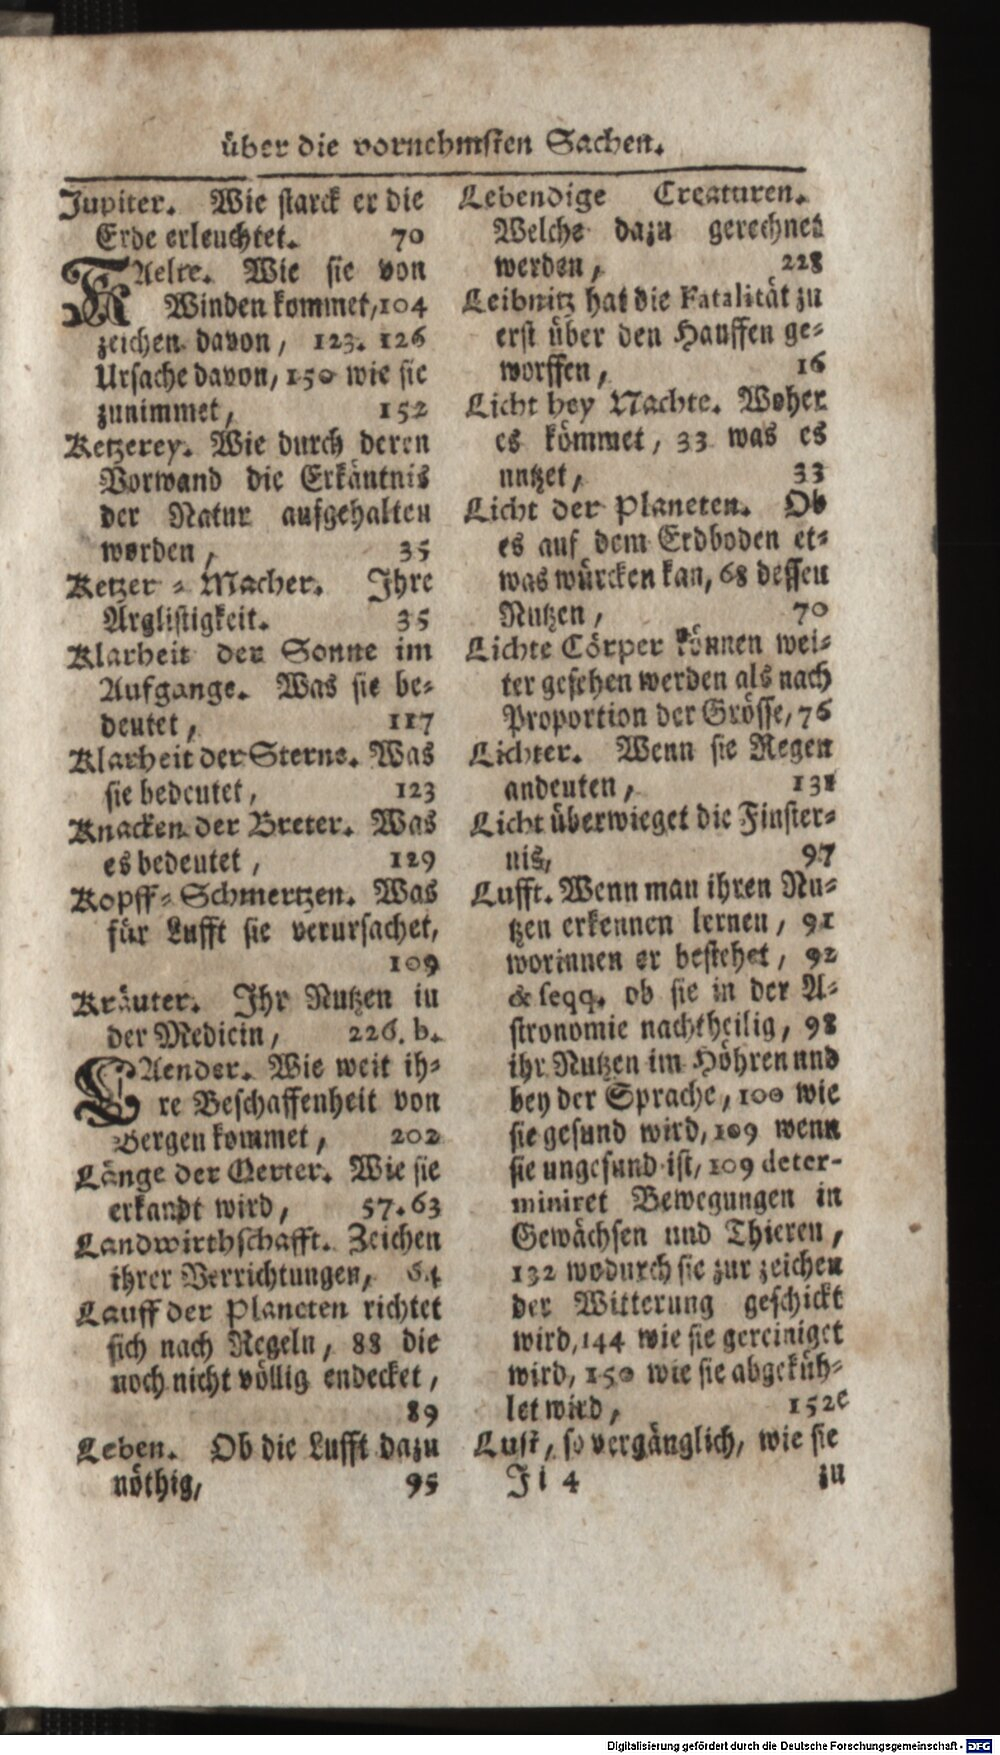 über die vornehmsten Sachen.
Jupiter. Wie starck er die
Erde erleuchtet. 70
KAelte. Wie sie von
Winden kommet, 104
zeichen davon, 123. 126
Ursache davon, 150 wie sie
zunimmet, 152
Ketzerey. Wie durch deren
Vorwand die Erkäntnis
der Natur aufgehalten
worden, 35
Ketzer-Macher. Ihre
Arglistigkeit. 35
Klarheit der Sonne im
Aufgange. Was sie be-
deutet, 117
Klarheit der Sterne. Was
sie bedeutet, 123
Knacken der Breter. Was
es bedeutet, 129
Kopff-Schmertzen. Was
für Lufft sie verursachet,
109
Kräuter. Ihr Nutzen in
der Medicin, 226. b.
LAender. Wie weit ih-
re Beschaffenheit von
Bergen kommet, 202
Länge der Oerter. Wie sie
erkandt wird, 57. 63
Landwirthschafft. Zeichen
ihrer Verrichtungen, 64
Lauff der Planeten richtet
sich nach Regeln, 88 die
noch nicht völlig endecket,
89
Leben. Ob die Lufft dazu
nöthig, 95
Lebendige Creaturen.
Welche dazu gerechnet
werden, 228
Leibnitz hat die Fatalität zu
erst über den Hauffen ge-
worffen, 16
Licht bey Nachte. Woher
es kömmet, 33 was es
nutzet, 33
Licht der Planeten. Ob
es auf dem Erdboden et-
was würcken kan, 68 dessen
Nutzen, 70
Lichte Cörper können wei-
ter gesehen werden als nach
Proportion der Grösse, 76
Lichter. Wenn sie Regen
andeuten, 131
Licht überwieget die Finster-
nis, 97
Lufft. Wenn man ihren Nu-
tzen erkennen lernen, 91
worinnen er bestehet, 92
& seqq. ob sie in der A-
stronomie nachtheilig, 98
ihr Nutzen im Höhren und
bey der Sprache, 100 wie
sie gesund wird, 109 wenn
sie ungesund ist, 109 deter-
miniret Bewegungen in
Gewächsen und Thieren,
132 wodurch sie zur zeichen
der Witterung geschickt
wird, 144 wie sie gereiniget
wird, 150 wie sie abgeküh-
let wird, 152e
Lust, so vergänglich, wie sie
Ji 4 zu
Digitalisierung gefördert durch die Deutsche Forschungsgemeinschaft - DFG